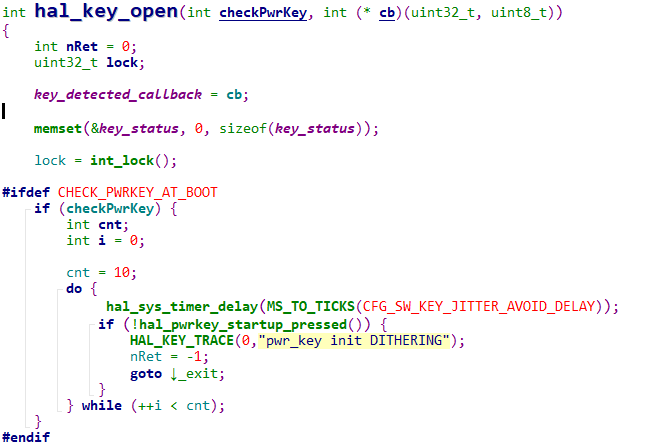 int hal_key_open(int checkPwrKey, int (* cb)(uint32_t, uint8_t))
{
    int nRet = 0;
    uint32_t lock;

    key_detected_callback = cb;

    memset(&key_status, 0, sizeof(key_status));

    lock = int_lock();

#ifdef CHECK_PWRKEY_AT_BOOT
    if (checkPwrKey) {
        int cnt;
        int i = 0;

        cnt = 10;
        do {
             hal_sys_timer_delay(MS_TO_TICKS(CFG_SW_KEY_JITTER_AVOID_DELAY));
            if (!hal_pwrkey_startup_pressed()) {
                HAL_KEY_TRACE(0,"pwr_key init DITHERING");
                nRet = -1;
                goto ↓_exit;
            }
        } while (++i < cnt);
    }
#endif